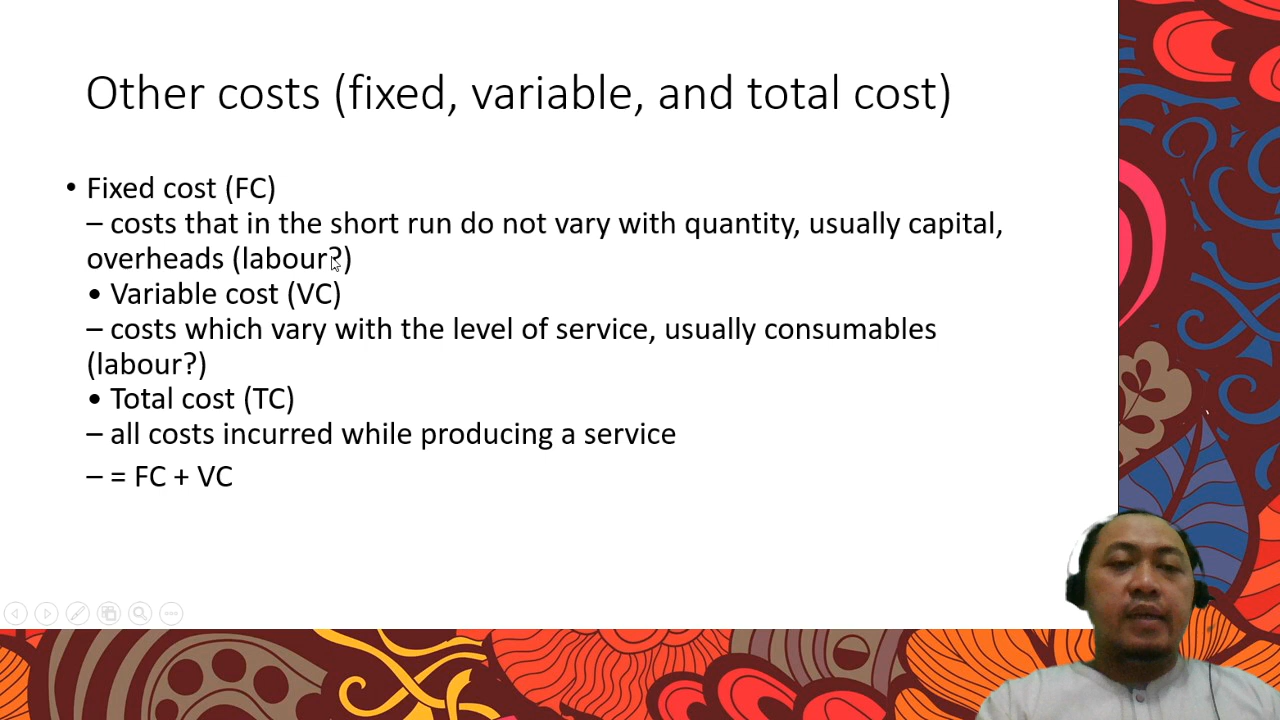 Other costs (fixed, variable, and total cost)
• Fixed cost (FC)
– costs that in the short run do not vary with quantity, usually capital,
overheads (labour?)
• Variable cost (VC)
– costs which vary with the level of service, usually consumables
(labour?)
• Total cost (TC)
– all costs incurred while producing a service
– = FC + VC